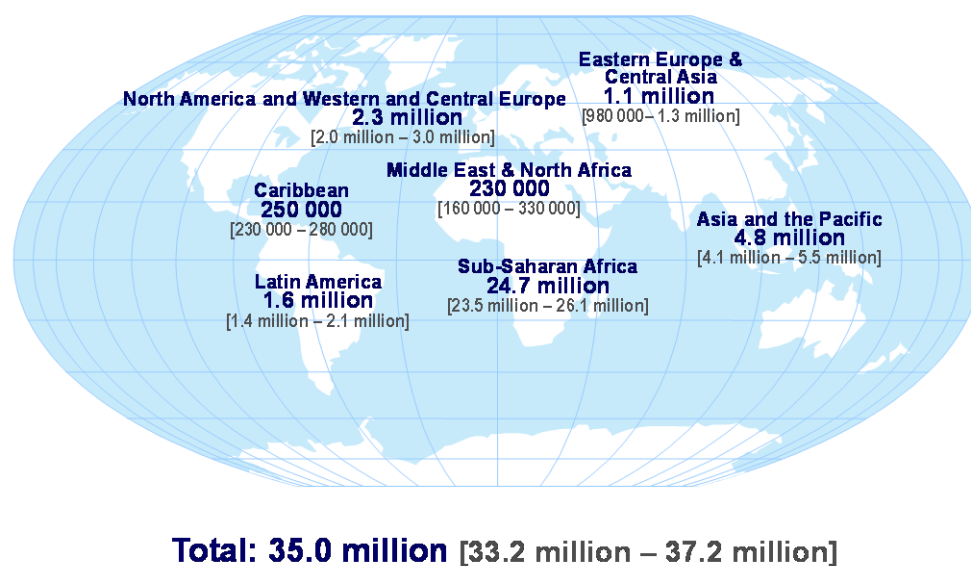 Eastern Europe &
Central Asia
1.1 million
[980 000– 1.3 million]
North America and Western and Central Europe
2.3 million
[2.0 million – 3.0 million]
Middle East & North Africa
230 000
[160 000 – 330 000]
Caribbean
250 000
[230 000 – 280 000]
Asia and the Pacific
4.8 million
[4.1 million – 5.5 million]
Sub-Saharan Africa
24.7 million
[23.5 million – 26.1 million]
Latin America
1.6 million
[1.4 million – 2.1 million]
Total: 35.0 million [33.2 million – 37.2 million]